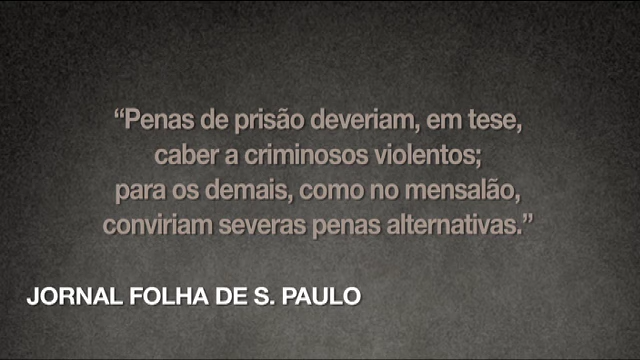 “Penas de prisão deveriam, em tese,
caber a criminosos violentos;
para os demais, como no mensalão,
conviriam severas penas alternativas.”
JORNAL FOLHA DE S. PAULO